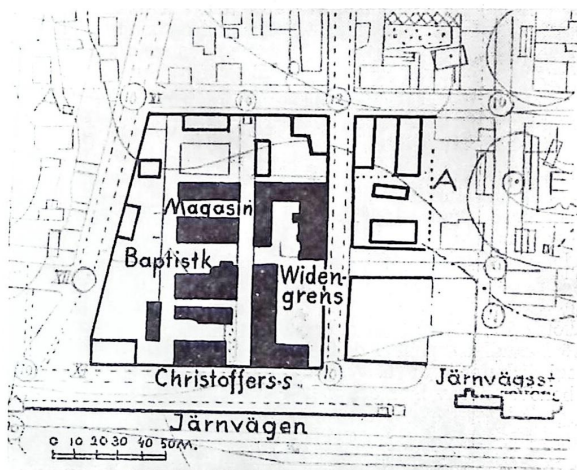 A
Magasin
Baptistk
Widen-
grens
Christoffers-s
Järnvägsst
Järnvägen
0 10 20 30 40 50M.